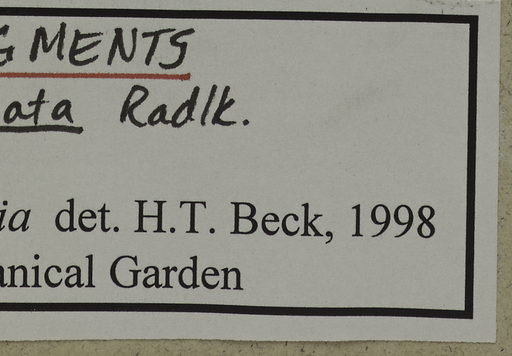 GMENTS
ata Radlk.
ia det. H.T. Beck, 1998
anical Garden